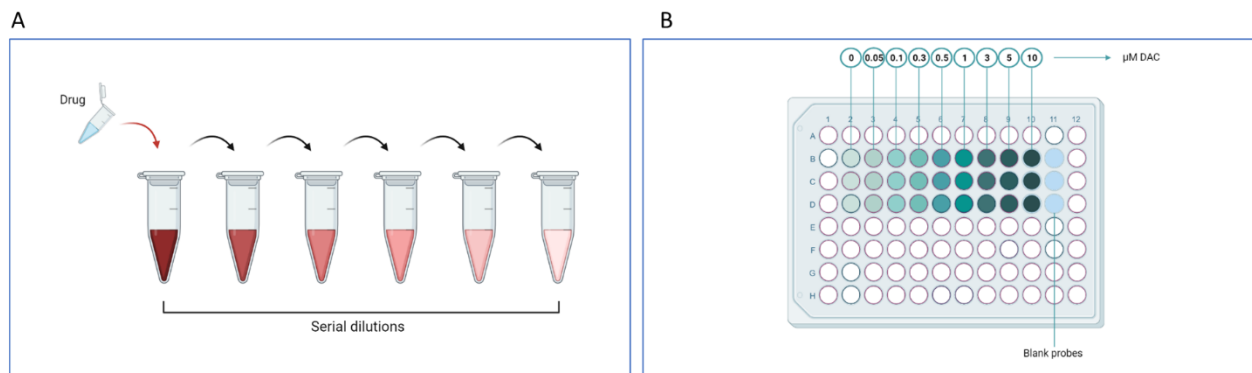 A
Drug
Serial dilutions
B
0 0.05 0.1 0.3 0.5 1 3 5 10 µM DAC
1 2 3 4 5 6 7 8 9 10 11 12
A
B
C
D
E
F
G
H
Blank probes